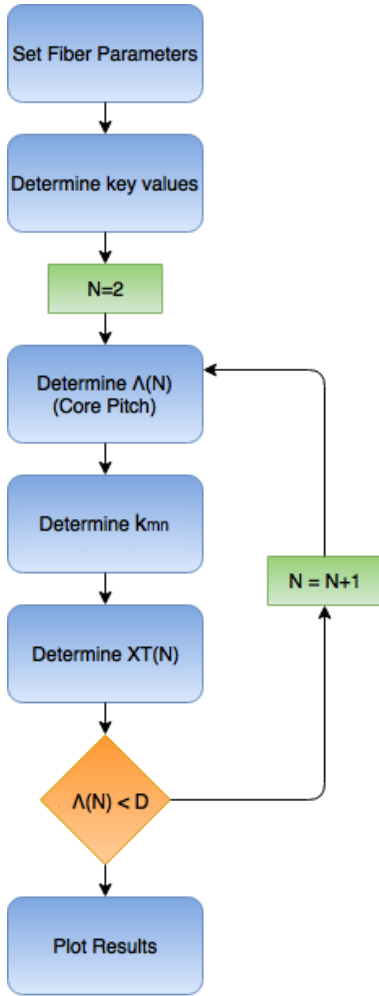 Set Fiber Parameters
Determine key values
N=2
Determine Λ(N)
(Core Pitch)
Determine kmn
N = N+1
Determine XT(N)
Λ(N) < D
Plot Results